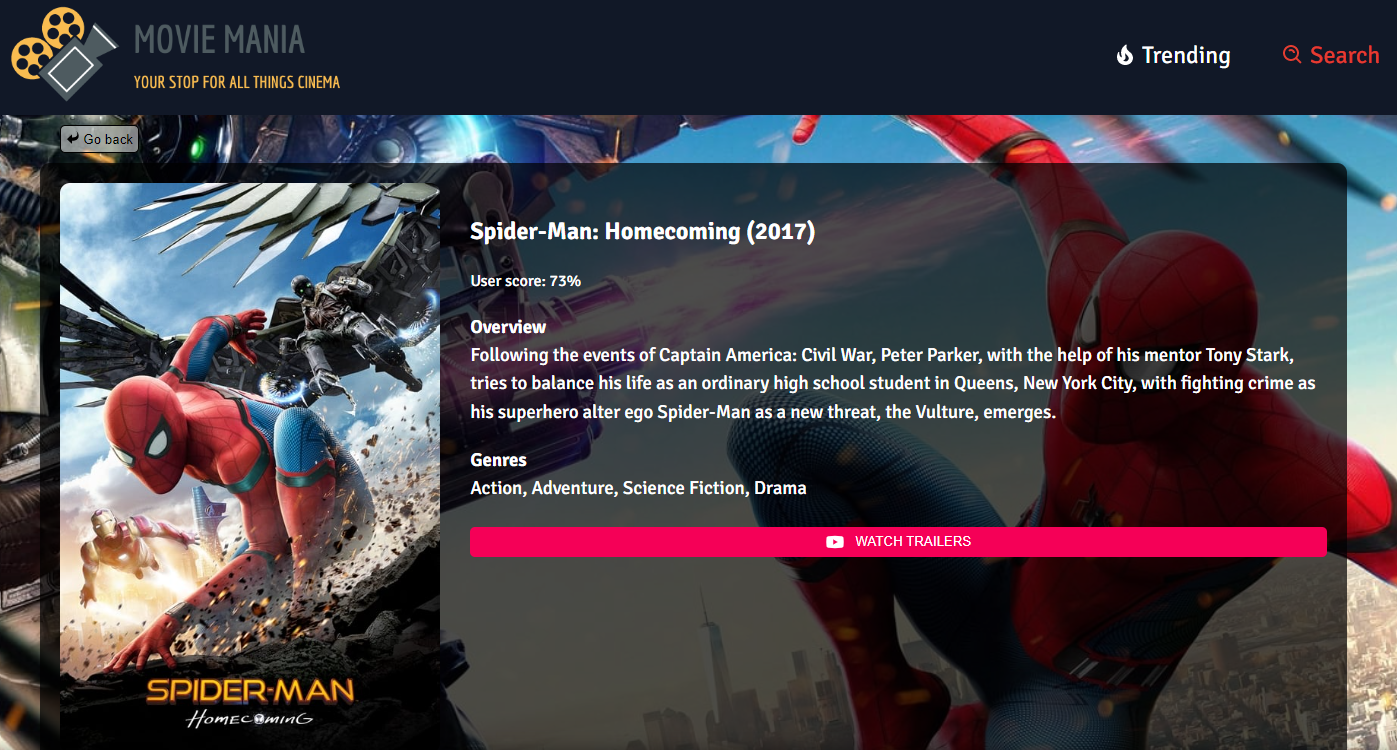 MOVIE MANIA
YOUR STOP FOR ALL THINGS CINEMA
Trending
Search
Go back
Spider-Man: Homecoming (2017)
User score: 73%
Overview
Following the events of Captain America: Civil War, Peter Parker, with the help of his mentor Tony Stark,
tries to balance his life as an ordinary high school student in Queens, New York City, with fighting crime as
his superhero alter ego Spider-Man as a new threat, the Vulture, emerges.
Genres
Action, Adventure, Science Fiction, Drama
WATCH TRAILERS
SPIDER-MAN
HOMECOMING